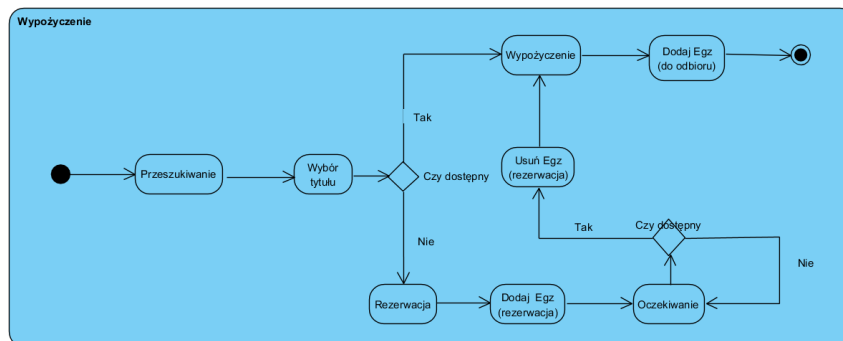 Wypożyczenie
Wypożyczenie
Dodaj Egz
(do odbioru)
Tak
Przeszukiwanie
Wybór
tytułu
Czy dostępny
Usuń Egz
(rezerwacja)
Tak
Czy dostępny
Nie
Nie
Rezerwacja
Dodaj Egz
(rezerwacja)
Oczekiwanie